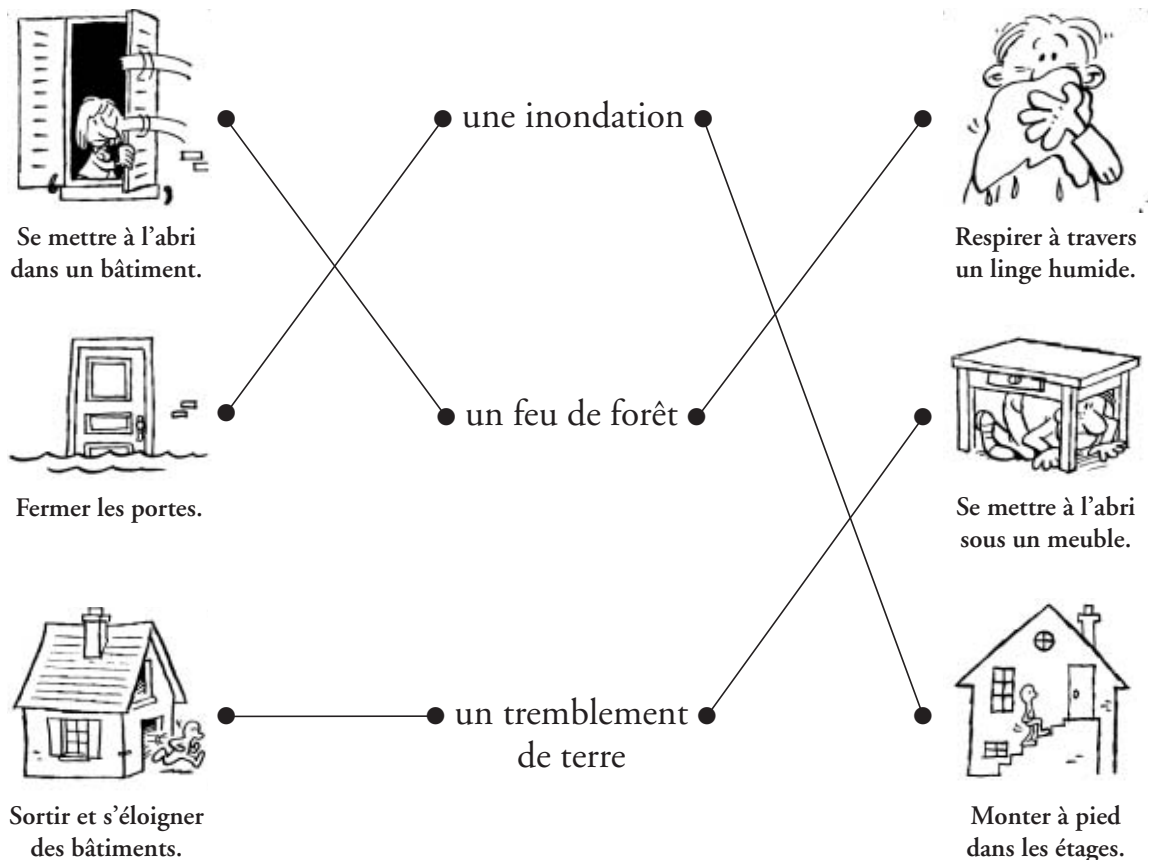 une inondation
Se mettre à l'abri
dans un bâtiment.
Respirer à travers
un linge humide.
un feu de forêt
Fermer les portes.
Se mettre à l'abri
sous un meuble.
un tremblement
de terre
Sortir et s'éloigner
des bâtiments.
Monter à pied
dans les étages.